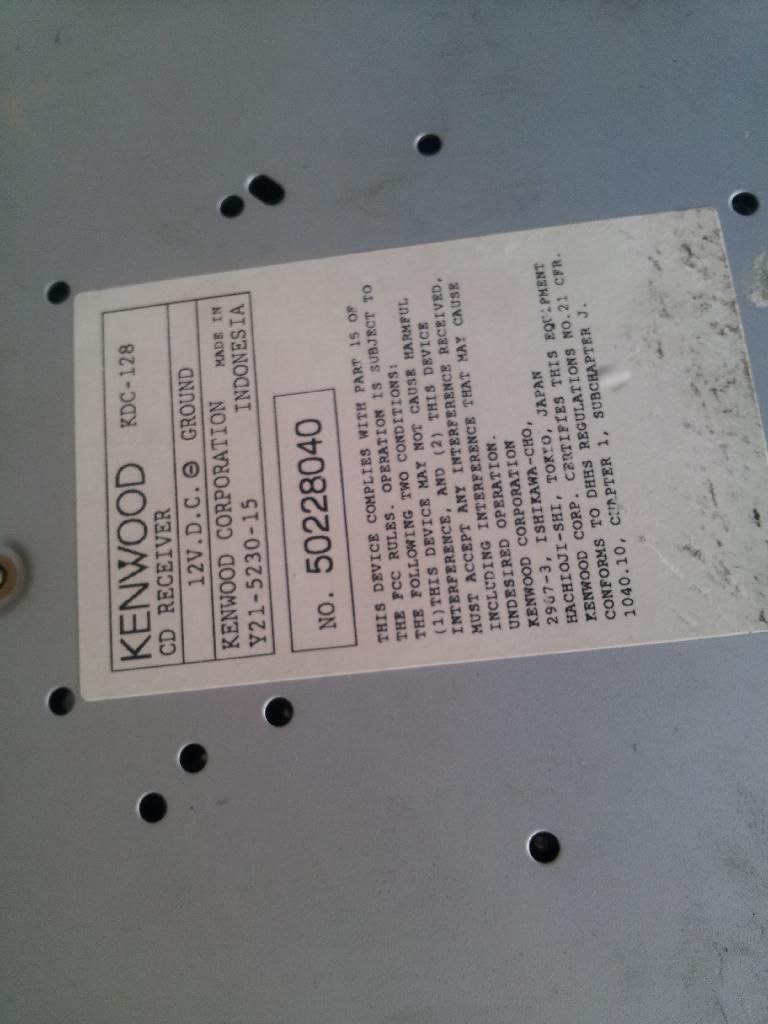 KENWOOD KDC-128
CD RECEIVER
12V.D.C. ⊖ GROUND
KENWOOD CORPORATION MADE IN
Y21-5230-15 INDONESIA
NO. 50228040
THIS DEVICE COMPLIES WITH PART 15 OF
THE FCC RULES. OPERATION IS SUBJECT TO
THE FOLLOWING TWO CONDITIONS:
(1)THIS DEVICE MAY NOT CAUSE HARMFUL
INTERFERENCE, AND (2) THIS DEVICE
MUST ACCEPT ANY INTERFERENCE RECEIVED,
INCLUDING INTERFERENCE THAT MAY CAUSE
UNDESIRED OPERATION.
KENWOOD CORPORATION
2967-3, ISHIKAWA-CHO,
HACHIOJI-SHI, TOKYO, JAPAN
KENWOOD CORP. CERTIFIES THIS EQUIPMENT
CONFORMS TO DHHS REGULATIONS NO.21 CFR.
1040.10, CHAPTER 1, SUBCHAPTER J.